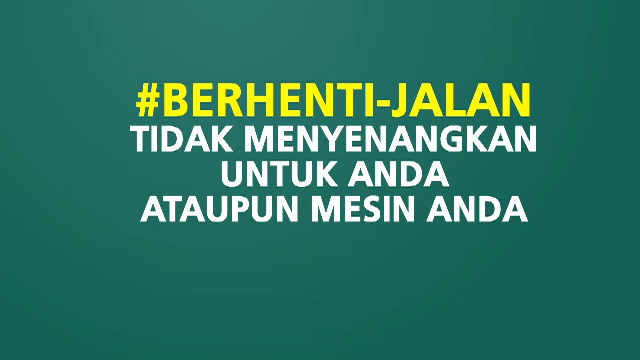 #BERHENTI-JALAN
TIDAK MENYENANGKAN
UNTUK ANDA
ATAUPUN MESIN ANDA